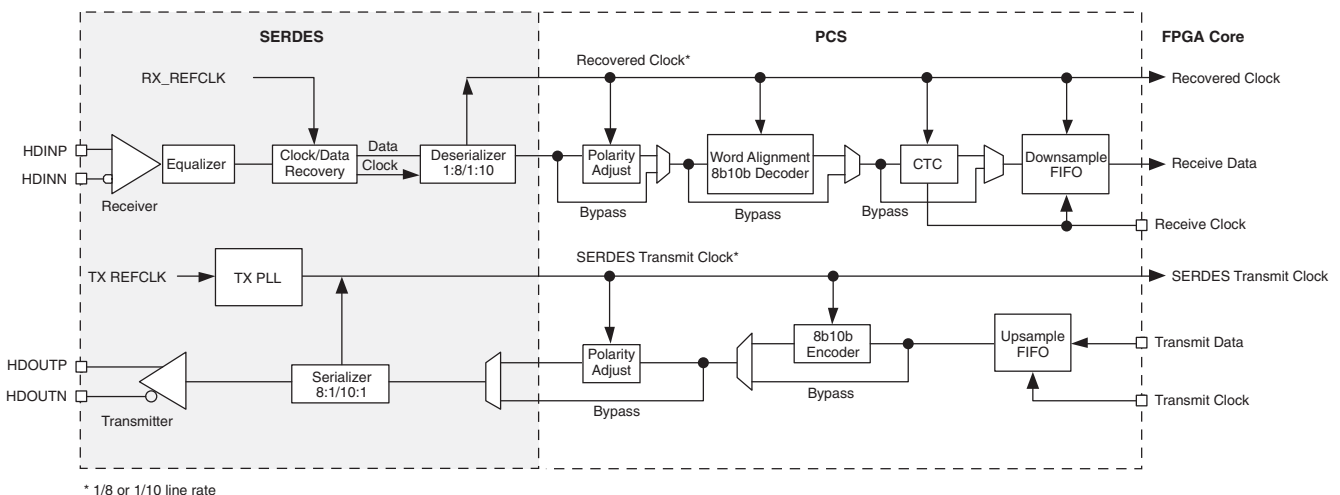 SERDES
PCS
FPGA Core
RX_REFCLK
Recovered Clock*
Recovered Clock
HDINP
HDINN
Receiver
Equalizer
Clock/Data
Recovery
Data
Clock
Deserializer
1:8/1:10
Polarity
Adjust
Bypass
Word Alignment
8b10b Decoder
Bypass
CTC
Bypass
Downsample
FIFO
Receive Data
Receive Clock
TX REFCLK
TX PLL
SERDES Transmit Clock*
SERDES Transmit Clock
HDOUTP
HDOUTN
Transmitter
Serializer
8:1/10:1
Polarity
Adjust
Bypass
8b10b
Encoder
Bypass
Upsample
FIFO
Transmit Data
Transmit Clock
* 1/8 or 1/10 line rate